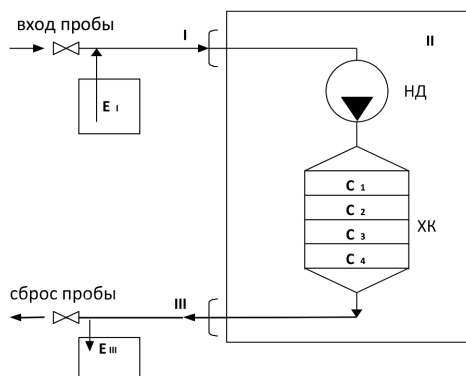 вход пробы
I
II
E I
НД
C 1
C 2
ХК
C 3
C 4
сброс пробы
III
E III